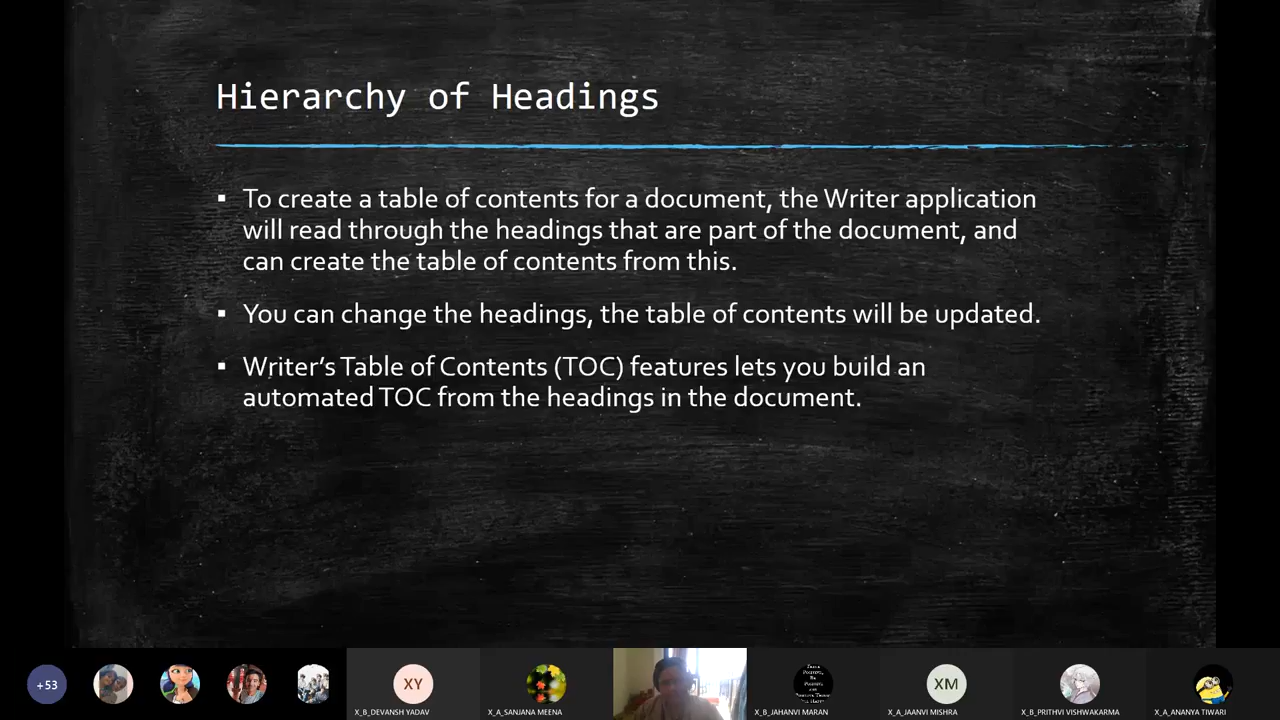 Hierarchy of Headings
▪ To create a table of contents for a document, the Writer application
will read through the headings that are part of the document, and
can create the table of contents from this.
▪ You can change the headings, the table of contents will be updated.
▪ Writer’s Table of Contents (TOC) features lets you build an
automated TOC from the headings in the document.
+53
XY
XM
X_B_DEVANSH YADAV
X_A_SANJANA MEENA
X_B_JAHANVI MARAN
X_A_JAANVI MISHRA
X_B_PRITHVI VISHWAKARMA
X_A_ANANYA TIWARI